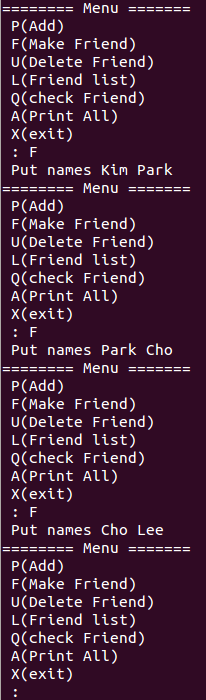 ======== Menu =======
P(Add)
F(Make Friend)
U(Delete Friend)
L(Friend list)
Q(check Friend)
A(Print All)
X(exit)
: F
Put names Kim Park
======== Menu =======
P(Add)
F(Make Friend)
U(Delete Friend)
L(Friend list)
Q(check Friend)
A(Print All)
X(exit)
: F
Put names Park Cho
======== Menu =======
P(Add)
F(Make Friend)
U(Delete Friend)
L(Friend list)
Q(check Friend)
A(Print All)
X(exit)
: F
Put names Cho Lee
======== Menu =======
P(Add)
F(Make Friend)
U(Delete Friend)
L(Friend list)
Q(check Friend)
A(Print All)
X(exit)
: